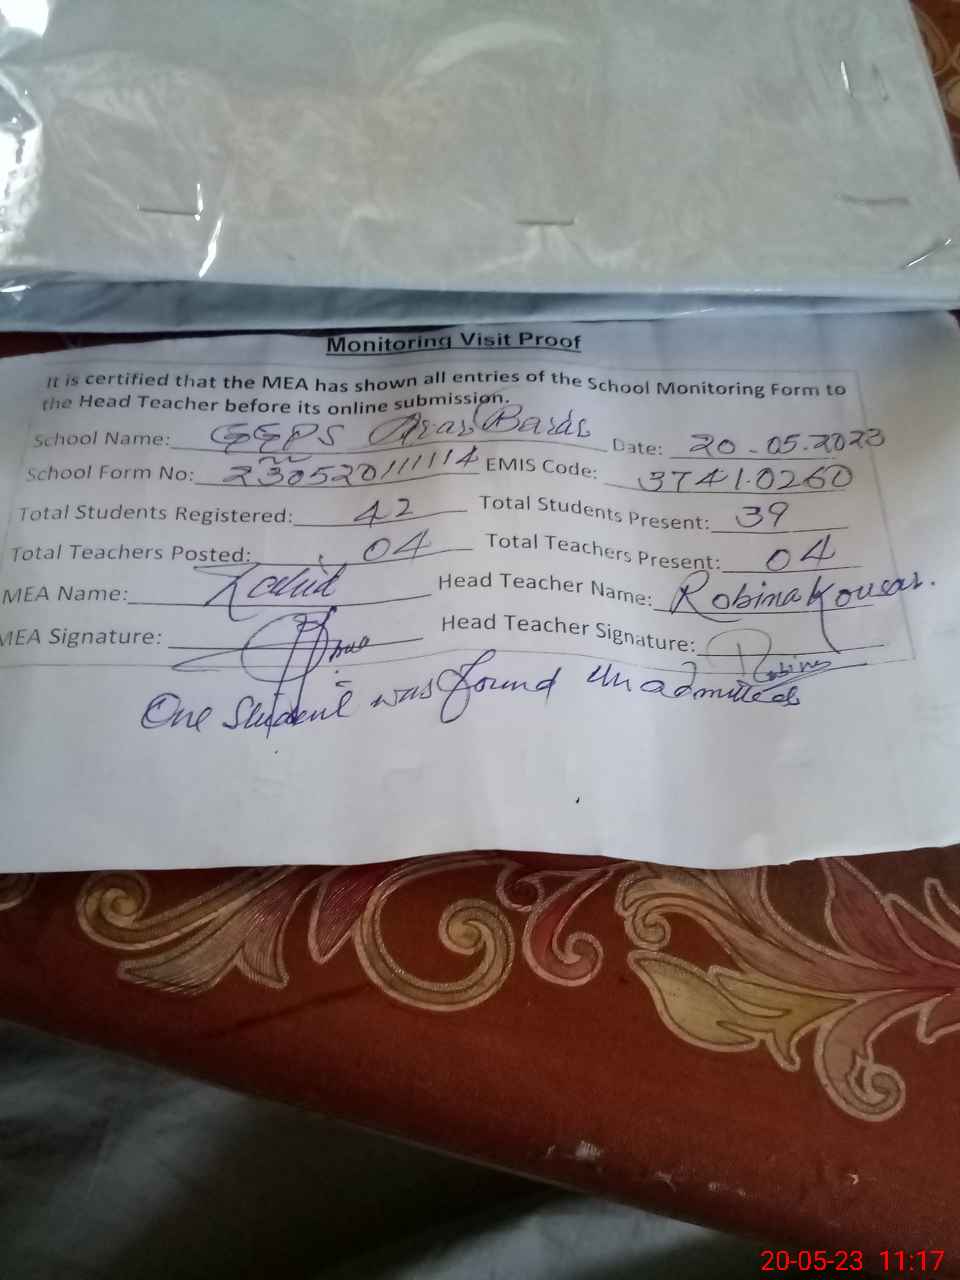 Monitoring Visit Proof
It is certified that the MEA has shown all entries of the School Monitoring Form to
the Head Teacher before its online submission.
School Name: GGPS Date: 20-05-2023
School Form No: 230520111114 EMIS Code: 3741.0260
Total Students Registered: 42 Total Students Present: 39
Total Teachers Posted: 04 Total Teachers Present: 04
MEA Name: Head Teacher Name: Robina Kousar.
MEA Signature: Head Teacher Signature: Robina
One Student was found Unadmitted
20-05-23 11:17